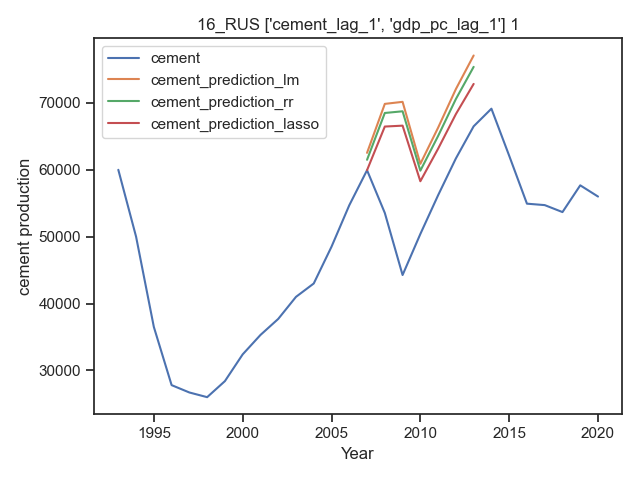 16_RUS ['cement_lag_1', 'gdp_pc_lag_1'] 1
cement
cement_prediction_lm
cement_prediction_rr
cement_prediction_lasso
cement production
70000
60000
50000
40000
30000
1995
2000
2005
2010
2015
2020
Year